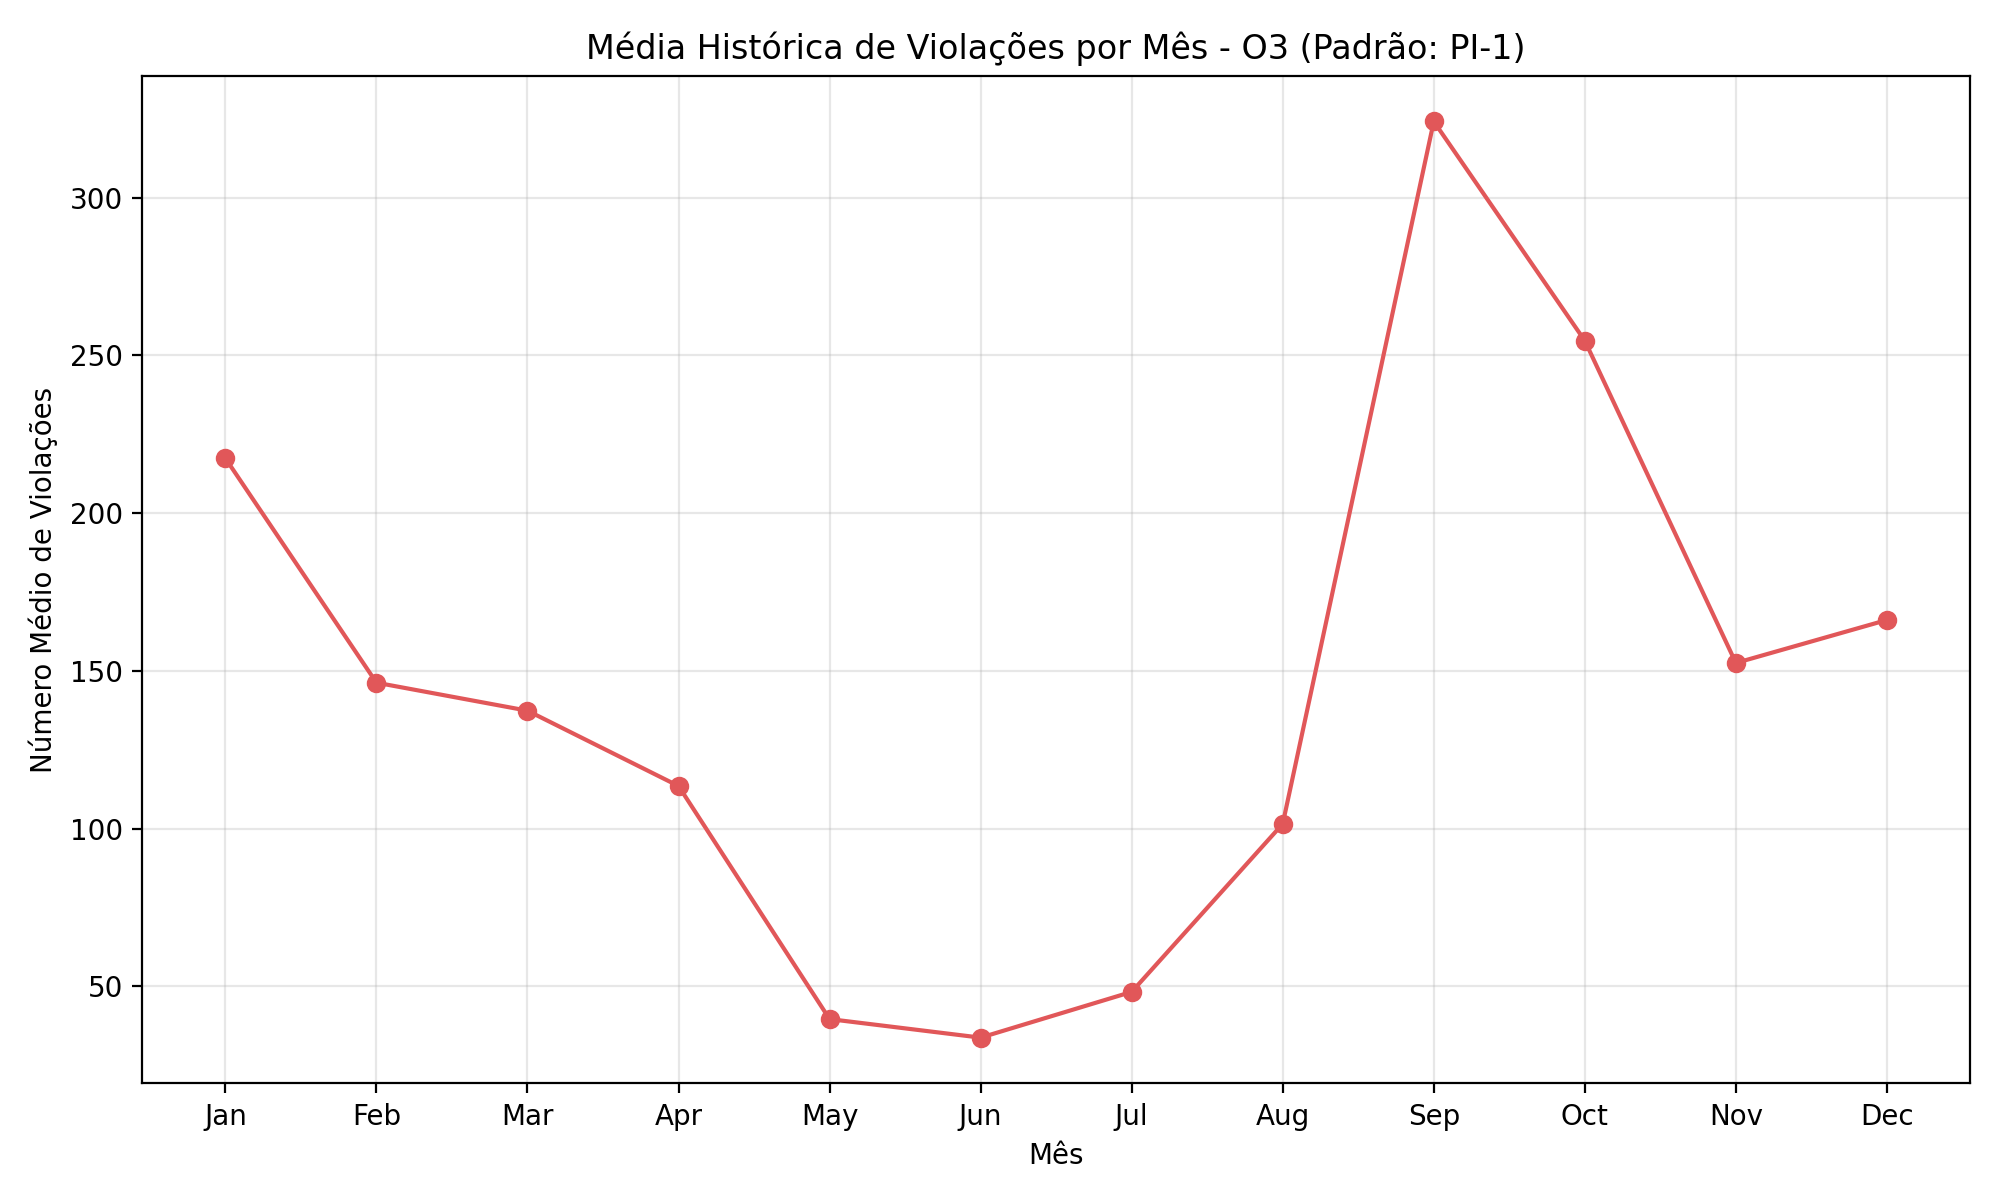 Média Histórica de Violações por Mês - O3 (Padrão: PI-1)
Número Médio de Violações
300
250
200
150
100
50
Jan Feb Mar Apr May Jun Jul Aug Sep Oct Nov Dec
Mês